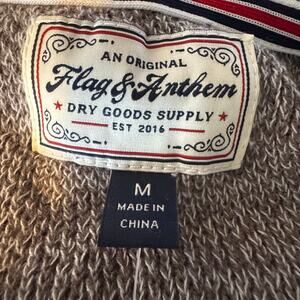 AN ORIGINAL
Flag & Anthem
DRY GOODS SUPPLY
EST 2016
M
MADE IN
CHINA